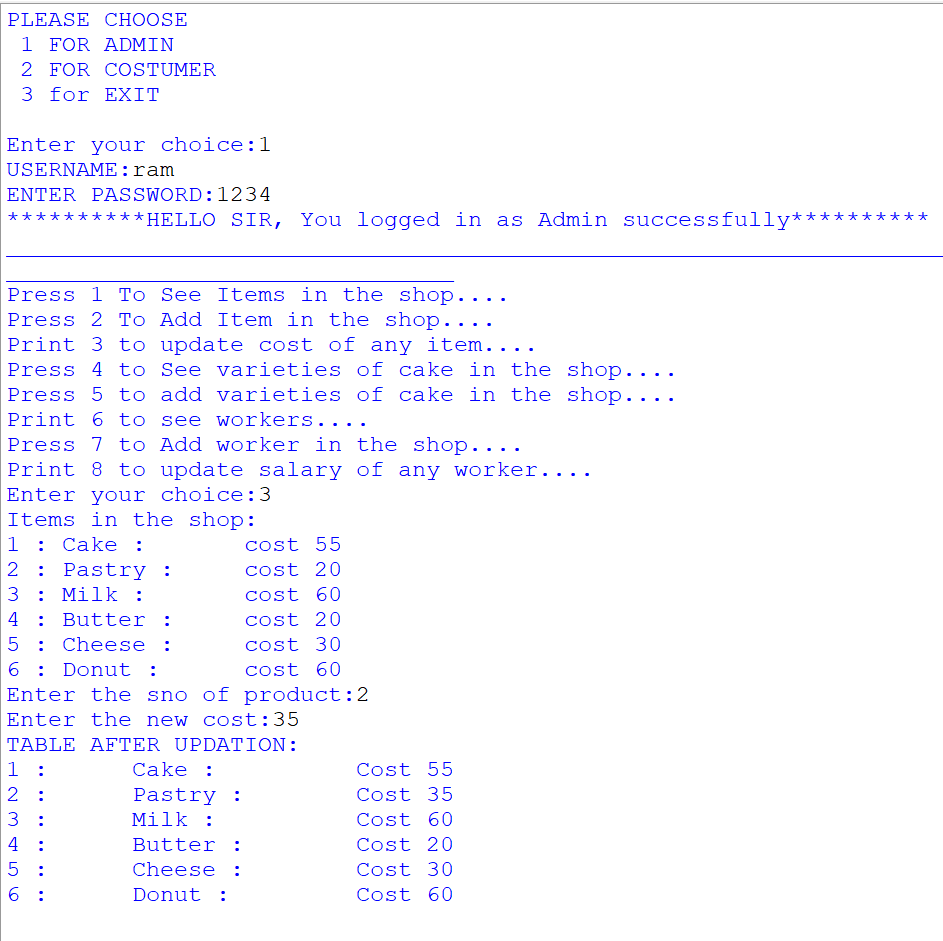 PLEASE CHOOSE
1 FOR ADMIN
2 FOR COSTUMER
3 for EXIT
Enter your choice:1
USERNAME:ram
ENTER PASSWORD:1234
**********HELLO SIR, You logged in as Admin successfully**********
Press 1 To See Items in the shop....
Press 2 To Add Item in the shop....
Print 3 to update cost of any item....
Press 4 to See varieties of cake in the shop....
Press 5 to add varieties of cake in the shop....
Print 6 to see workers....
Press 7 to Add worker in the shop....
Print 8 to update salary of any worker....
Enter your choice:3
Items in the shop:
1 : Cake : cost 55
2 : Pastry : cost 20
3 : Milk : cost 60
4 : Butter : cost 20
5 : Cheese : cost 30
6 : Donut : cost 60
Enter the sno of product:2
Enter the new cost:35
TABLE AFTER UPDATION:
1 : Cake : Cost 55
2 : Pastry : Cost 35
3 : Milk : Cost 60
4 : Butter : Cost 20
5 : Cheese : Cost 30
6 : Donut : Cost 60